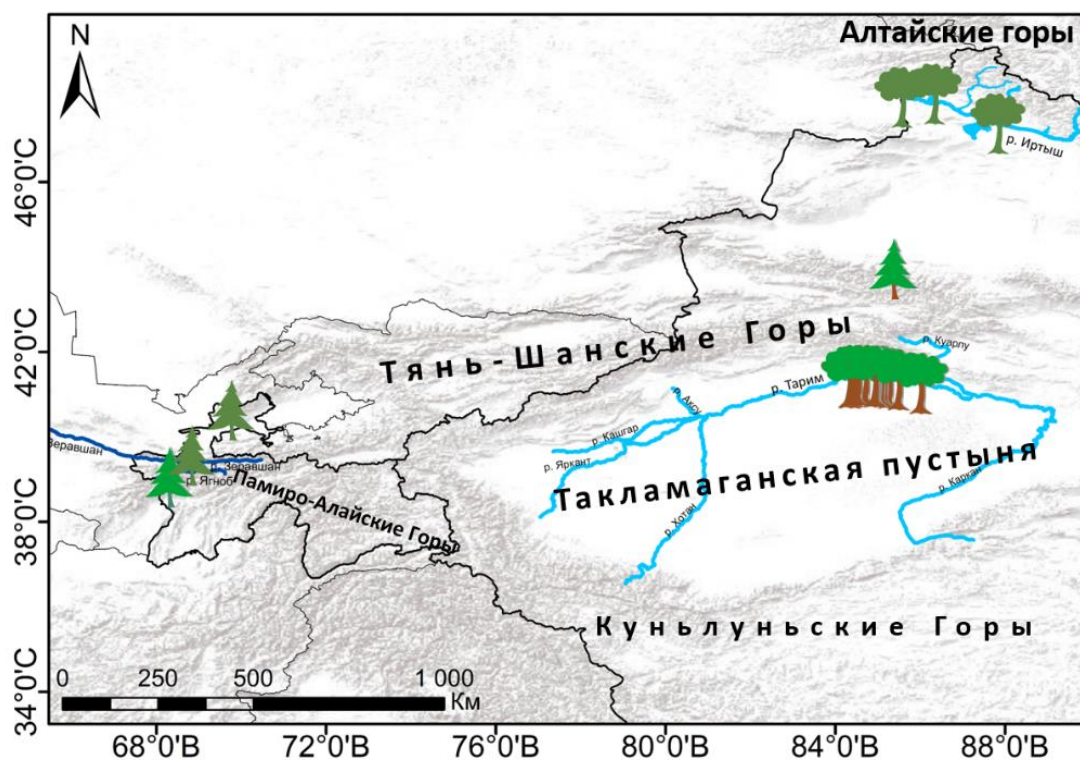 N
Алтайские горы
р. Иртыш
46°0'С
42°0'С
38°0'С
34°0'С
Тянь-Шанские Горы
р. Куарпу
р. Тарим
р. Аксу
р. Кашгар
р. Яркант
Такламаганская пустыня
р. Каркан
р. Хотан
Зеравшан
р. Зеравшан
р. Ягноб
Памиро-Алайские Горы
Куньлуньские Горы
0 250 500 1 000
Км
68°0'В 72°0'В 76°0'В 80°0'В 84°0'В 88°0'В